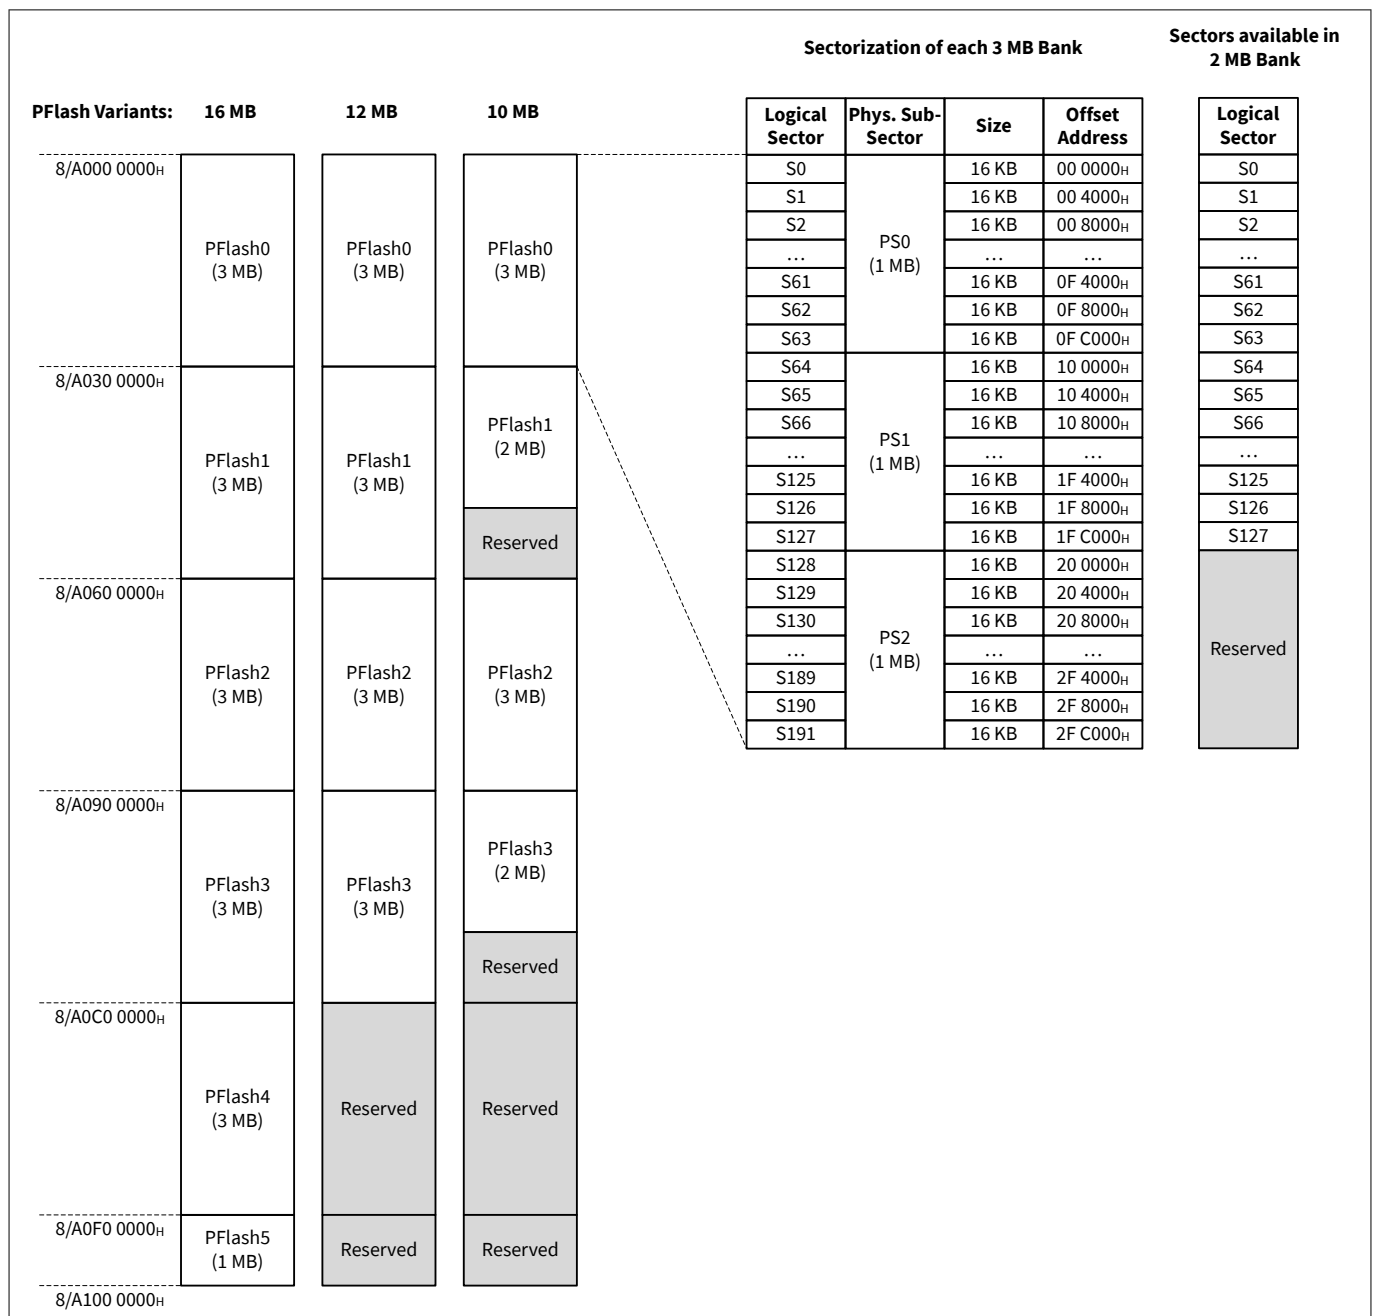 Sectorization of each 3 MB Bank
Sectors available in
2 MB Bank
PFlash Variants: 16 MB 12 MB 10 MB
Logical Sector Phys. Sub-Sector Size Offset Address Logical Sector
8/A000 0000H
PFlash0 (3 MB) PFlash0 (3 MB) PFlash0 (3 MB)
8/A030 0000H
PFlash1 (3 MB) PFlash1 (3 MB) PFlash1 (2 MB)
Reserved
8/A060 0000H
PFlash2 (3 MB) PFlash2 (3 MB) PFlash2 (3 MB)
8/A090 0000H
PFlash3 (3 MB) PFlash3 (3 MB) PFlash3 (2 MB)
Reserved
8/A0C0 0000H
PFlash4 (3 MB) Reserved Reserved
8/A0F0 0000H
PFlash5 (1 MB) Reserved Reserved
8/A100 0000H
S0 16 KB 00 0000H S0
S1 16 KB 00 4000H S1
S2 16 KB 00 8000H S2
PS0 (1 MB)
… … … …
S61 16 KB 0F 4000H S61
S62 16 KB 0F 8000H S62
S63 16 KB 0F C000H S63
S64 16 KB 10 0000H S64
S65 16 KB 10 4000H S65
S66 16 KB 10 8000H S66
PS1 (1 MB)
… … … …
S125 16 KB 1F 4000H S125
S126 16 KB 1F 8000H S126
S127 16 KB 1F C000H S127
S128 16 KB 20 0000H
S129 16 KB 20 4000H
S130 16 KB 20 8000H
PS2 (1 MB)
… … … Reserved
S189 16 KB 2F 4000H
S190 16 KB 2F 8000H
S191 16 KB 2F C000H